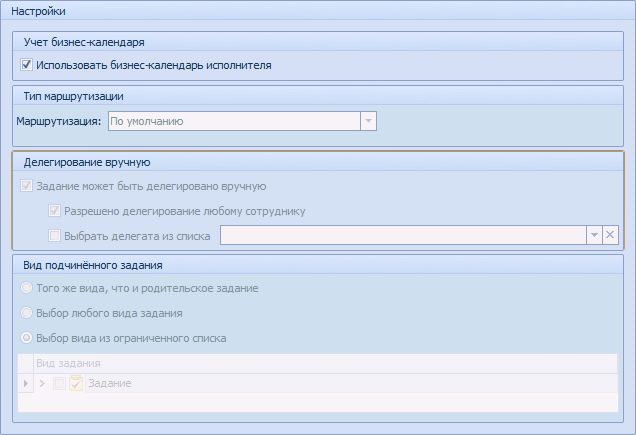 Настройки
Учет бизнес-календаря
Использовать бизнес-календарь исполнителя
Тип маршрутизации
Маршрутизация: По умолчанию
Делегирование вручную
Задание может быть делегировано вручную
Разрешено делегирование любому сотруднику
Выбрать делегата из списка
Вид подчинённого задания
Того же вида, что и родительское задание
Выбор любого вида задания
Выбор вида из ограниченного списка
Вид задания
Задание